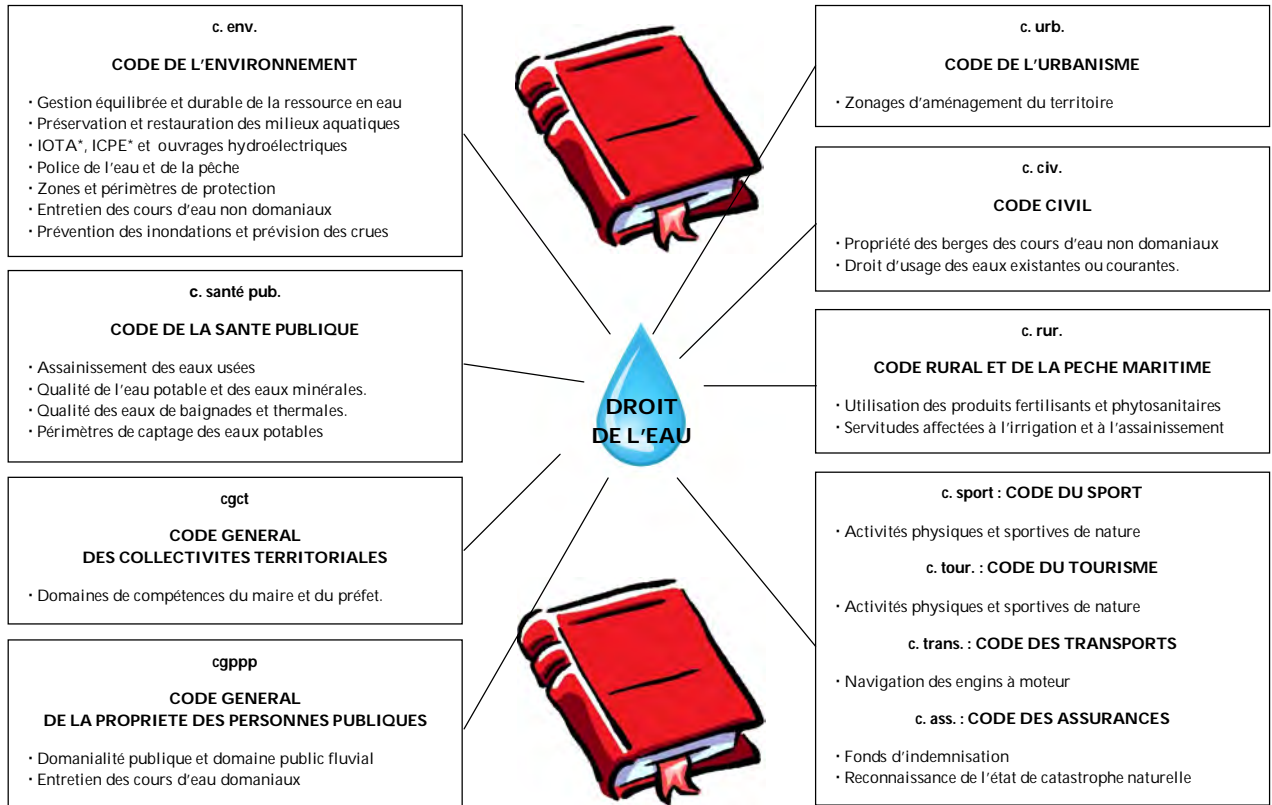 c. env.
CODE DE L'ENVIRONNEMENT
· Gestion équilibrée et durable de la ressource en eau
· Préservation et restauration des milieux aquatiques
· IOTA*, ICPE* et ouvrages hydroélectriques
· Police de l'eau et de la pêche
· Zones et périmètres de protection
· Entretien des cours d'eau non domaniaux
· Prévention des inondations et prévision des crues
c. santé pub.
CODE DE LA SANTE PUBLIQUE
· Assainissement des eaux usées
· Qualité de l'eau potable et des eaux minérales.
· Qualité des eaux de baignades et thermales.
· Périmètres de captage des eaux potables
cgct
CODE GENERAL
DES COLLECTIVITES TERRITORIALES
· Domaines de compétences du maire et du préfet.
cgppp
CODE GENERAL
DE LA PROPRIETE DES PERSONNES PUBLIQUES
· Domanialité publique et domaine public fluvial
· Entretien des cours d'eau domaniaux
DROIT
DE L'EAU
c. urb.
CODE DE L'URBANISME
· Zonages d'aménagement du territoire
c. civ.
CODE CIVIL
· Propriété des berges des cours d'eau non domaniaux
· Droit d'usage des eaux existantes ou courantes.
c. rur.
CODE RURAL ET DE LA PECHE MARITIME
· Utilisation des produits fertilisants et phytosanitaires
· Servitudes affectées à l'irrigation et à l'assainissement
c. sport : CODE DU SPORT
· Activités physiques et sportives de nature
c. tour. : CODE DU TOURISME
· Activités physiques et sportives de nature
c. trans. : CODE DES TRANSPORTS
· Navigation des engins à moteur
c. ass. : CODE DES ASSURANCES
· Fonds d'indemnisation
· Reconnaissance de l'état de catastrophe naturelle